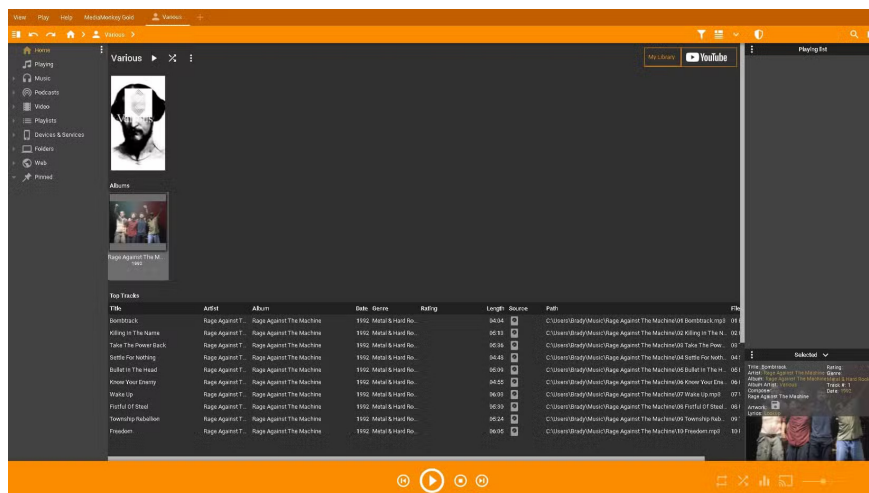 View Play Help MediaMonkey Gold Various +
Various
Home
Playing
Music
Podcasts
Video
Playlists
Devices & Services
Folders
Web
Pinned
Various
My Library YouTube
Playing list
Albums
Rage Against The M...
1992
Top Tracks
Title Artist Album Date Genre Rating Length Source Path File
Bombtrack Rage Against T... Rage Against The Machine 1992 Metal & Hard Ro... 04:04 C:\Users\Brady\Music\Rage Against The Machine\01 Bombtrack.mp3
Killing In The Name Rage Against T... Rage Against The Machine 1992 Metal & Hard Ro... 05:13 C:\Users\Brady\Music\Rage Against The Machine\02 Killing In The N...
Take The Power Back Rage Against T... Rage Against The Machine 1992 Metal & Hard Ro... 05:36 C:\Users\Brady\Music\Rage Against The Machine\03 Take The Pow...
Settle For Nothing Rage Against T... Rage Against The Machine 1992 Metal & Hard Ro... 04:48 C:\Users\Brady\Music\Rage Against The Machine\04 Settle For Noth...
Bullet In The Head Rage Against T... Rage Against The Machine 1992 Metal & Hard Ro... 05:09 C:\Users\Brady\Music\Rage Against The Machine\05 Bullet In The H...
Know Your Enemy Rage Against T... Rage Against The Machine 1992 Metal & Hard Ro... 04:55 C:\Users\Brady\Music\Rage Against The Machine\06 Know Your Ene...
Wake Up Rage Against T... Rage Against The Machine 1992 Metal & Hard Ro... C:\Users\Brady\Music\Rage Against The Machine\07 Wake Up.mp3
Fistful Of Steel Rage Against T... Rage Against The Machine 1992 Metal & Hard Ro... C:\Users\Brady\Music\Rage Against The Machine\08 Fistful Of Steel...
Township Rebellion Rage Against T... Rage Against The Machine 1992 Metal & Hard Ro... 05:24 C:\Users\Brady\Music\Rage Against The Machine\09 Township Reb...
Freedom Rage Against T... Rage Against The Machine 1992 Metal & Hard Ro... 06:05 C:\Users\Brady\Music\Rage Against The Machine\10 Freedom.mp3
Selected
Title: Bombtrack Rating:
Artist: Rage Against The Machine Genre:
Album: Rage Against The Machine Metal & Hard Rock
Album Artist: Various Track #: 1
Composer: Date: 1992
Rage Against The Machine
Artwork:
Lyrics: